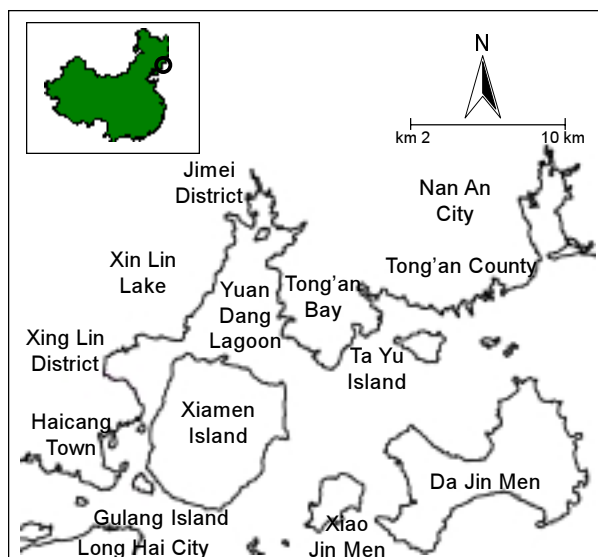 N
km 2 10 km
Jimei
District
Nan An
City
Xin Lin
Lake
Tong'an County
Yuan
Dang
Lagoon
Tong'an
Bay
Xing Lin
District
Ta Yu
Island
Xiamen
Island
Haicang
Town
Da Jin Men
Gulang Island
Xiao
Jin Men
Long Hai City